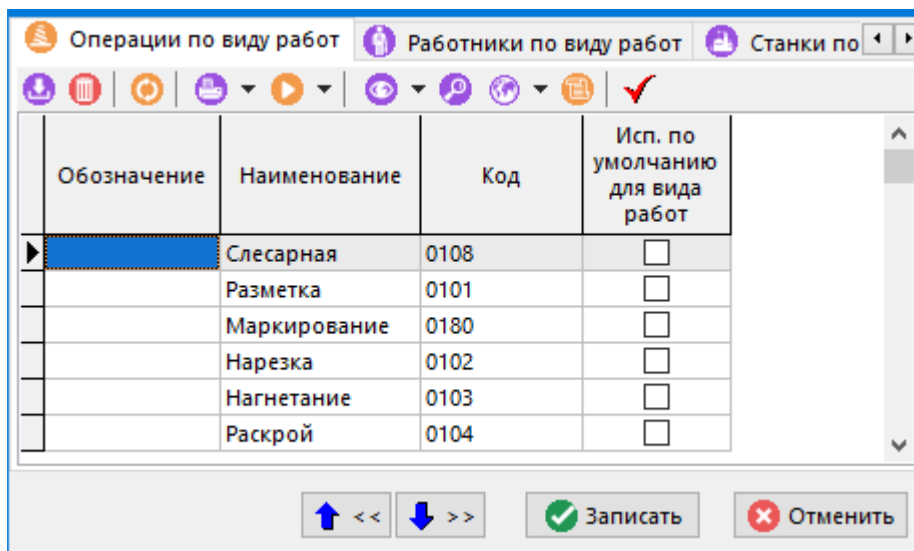 Операции по виду работ Работники по виду работ Станки по
Обозначение Наименование Код Исп. по
умолчанию
для вида
работ
Слесарная 0108
Разметка 0101
Маркирование 0180
Нарезка 0102
Нагнетание 0103
Раскрой 0104
<< >> Записать Отменить